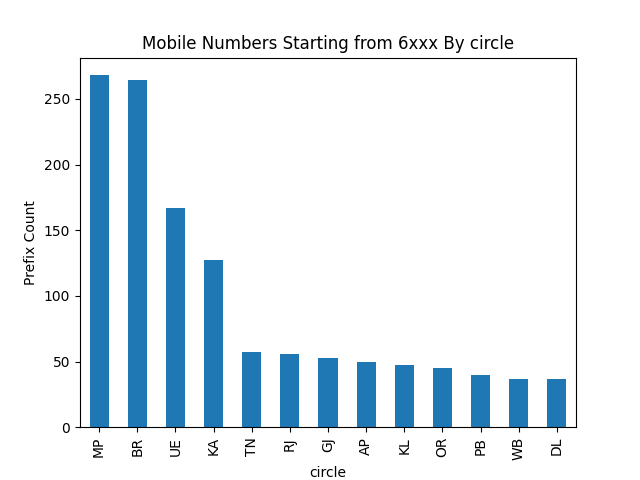 Mobile Numbers Starting from 6xxx By circle
Prefix Count
250
200
150
100
50
0
MP BR UE KA TN RJ GJ AP KL OR PB WB DL
circle